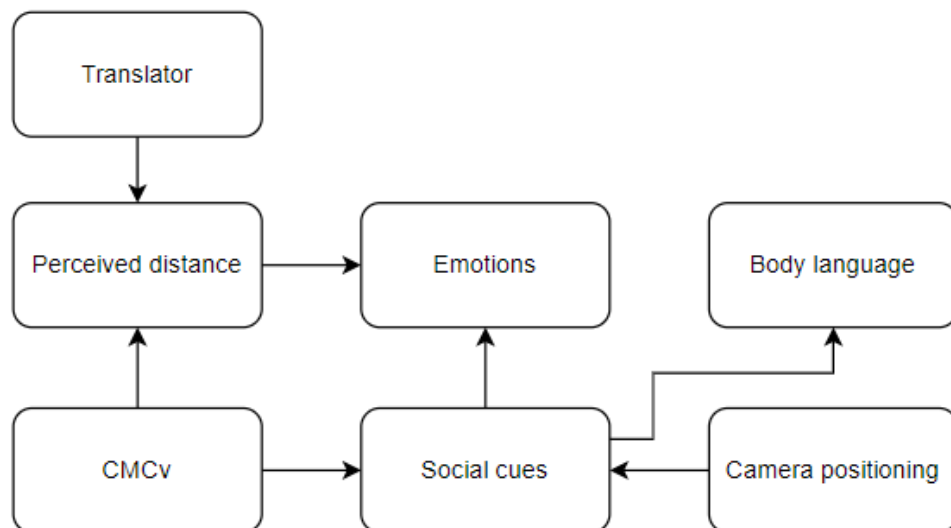 Translator
Perceived distance
Emotions
Body language
CMCv
Social cues
Camera positioning